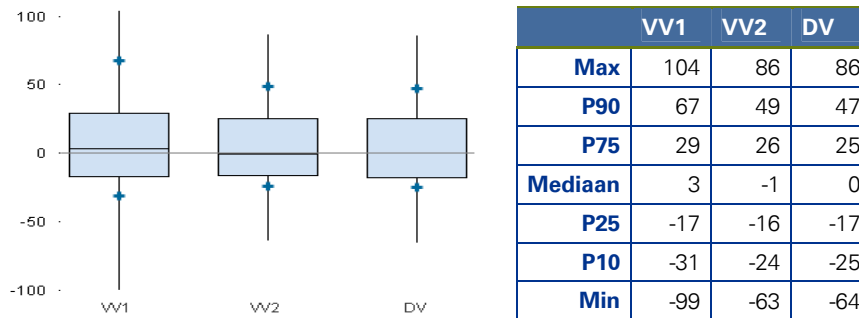 100
50
0
-50
-100
VV1 VV2 DV
VV1 VV2 DV
Max 104 86 86
P90 67 49 47
P75 29 26 25
Mediaan 3 -1 0
P25 -17 -16 -17
P10 -31 -24 -25
Min -99 -63 -64